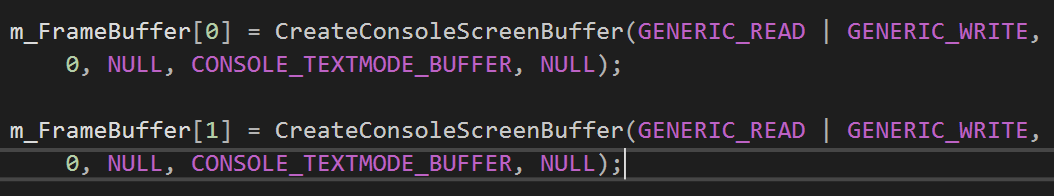 m_FrameBuffer[0] = CreateConsoleScreenBuffer(GENERIC_READ | GENERIC_WRITE,
    0, NULL, CONSOLE_TEXTMODE_BUFFER, NULL);
m_FrameBuffer[1] = CreateConsoleScreenBuffer(GENERIC_READ | GENERIC_WRITE,
    0, NULL, CONSOLE_TEXTMODE_BUFFER, NULL);